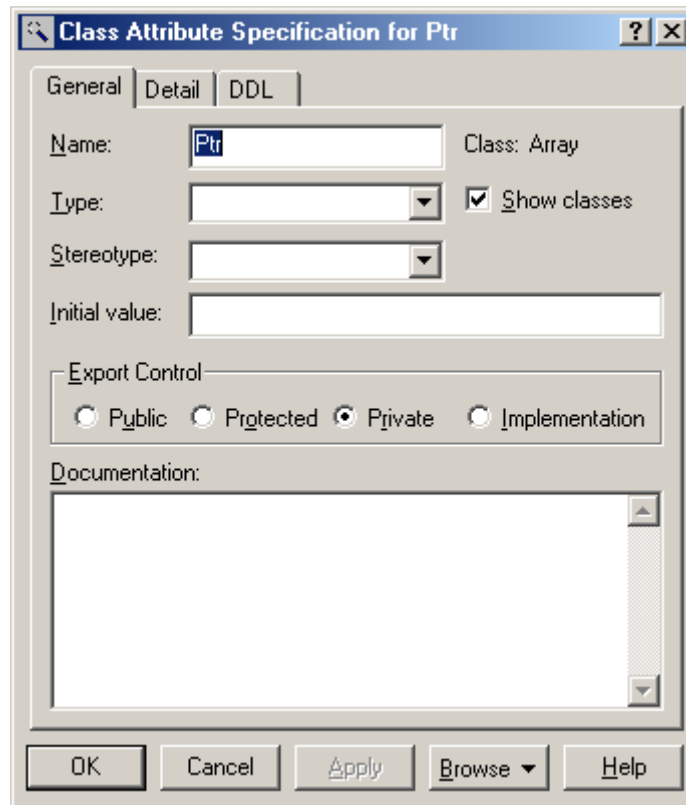 Class Attribute Specification for Ptr
General Detail DDL
Name: Ptr Class: Array
Type: Show classes
Stereotype:
Initial value:
Export Control
Public Protected Private Implementation
Documentation:
OK Cancel Apply Browse Help